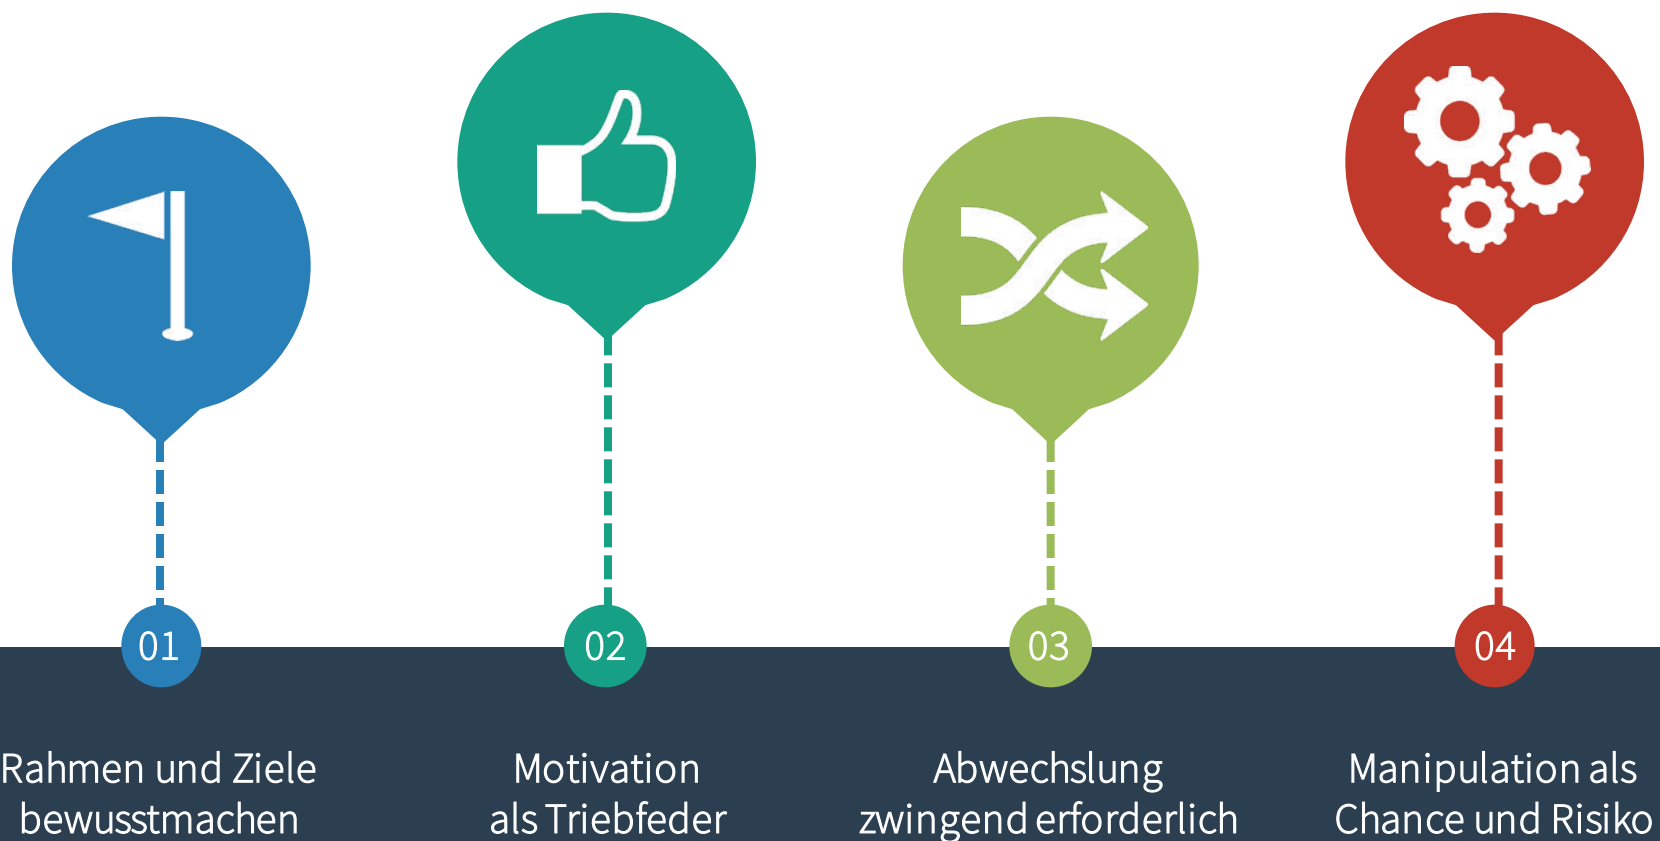 01
Rahmen und Ziele
bewusstmachen
02
Motivation
als Triebfeder
03
Abwechslung
zwingend erforderlich
04
Manipulation als
Chance und Risiko